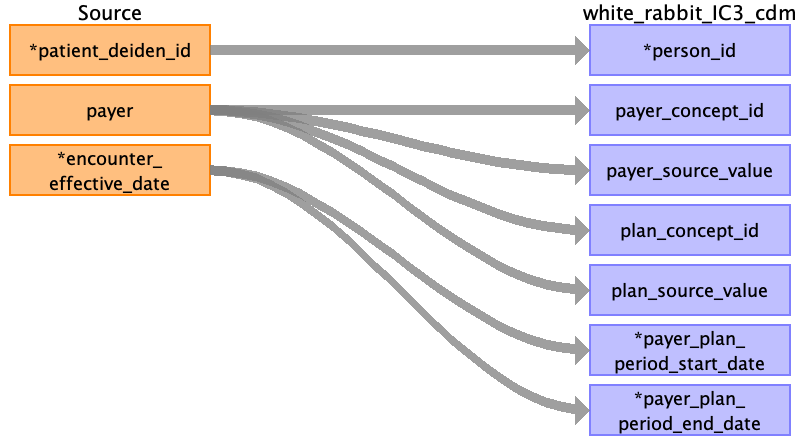 Source
white_rabbit_IC3_cdm
*patient_deiden_id
*person_id
payer
payer_concept_id
*encounter_
effective_date
payer_source_value
plan_concept_id
plan_source_value
*payer_plan_
period_start_date
*payer_plan_
period_end_date